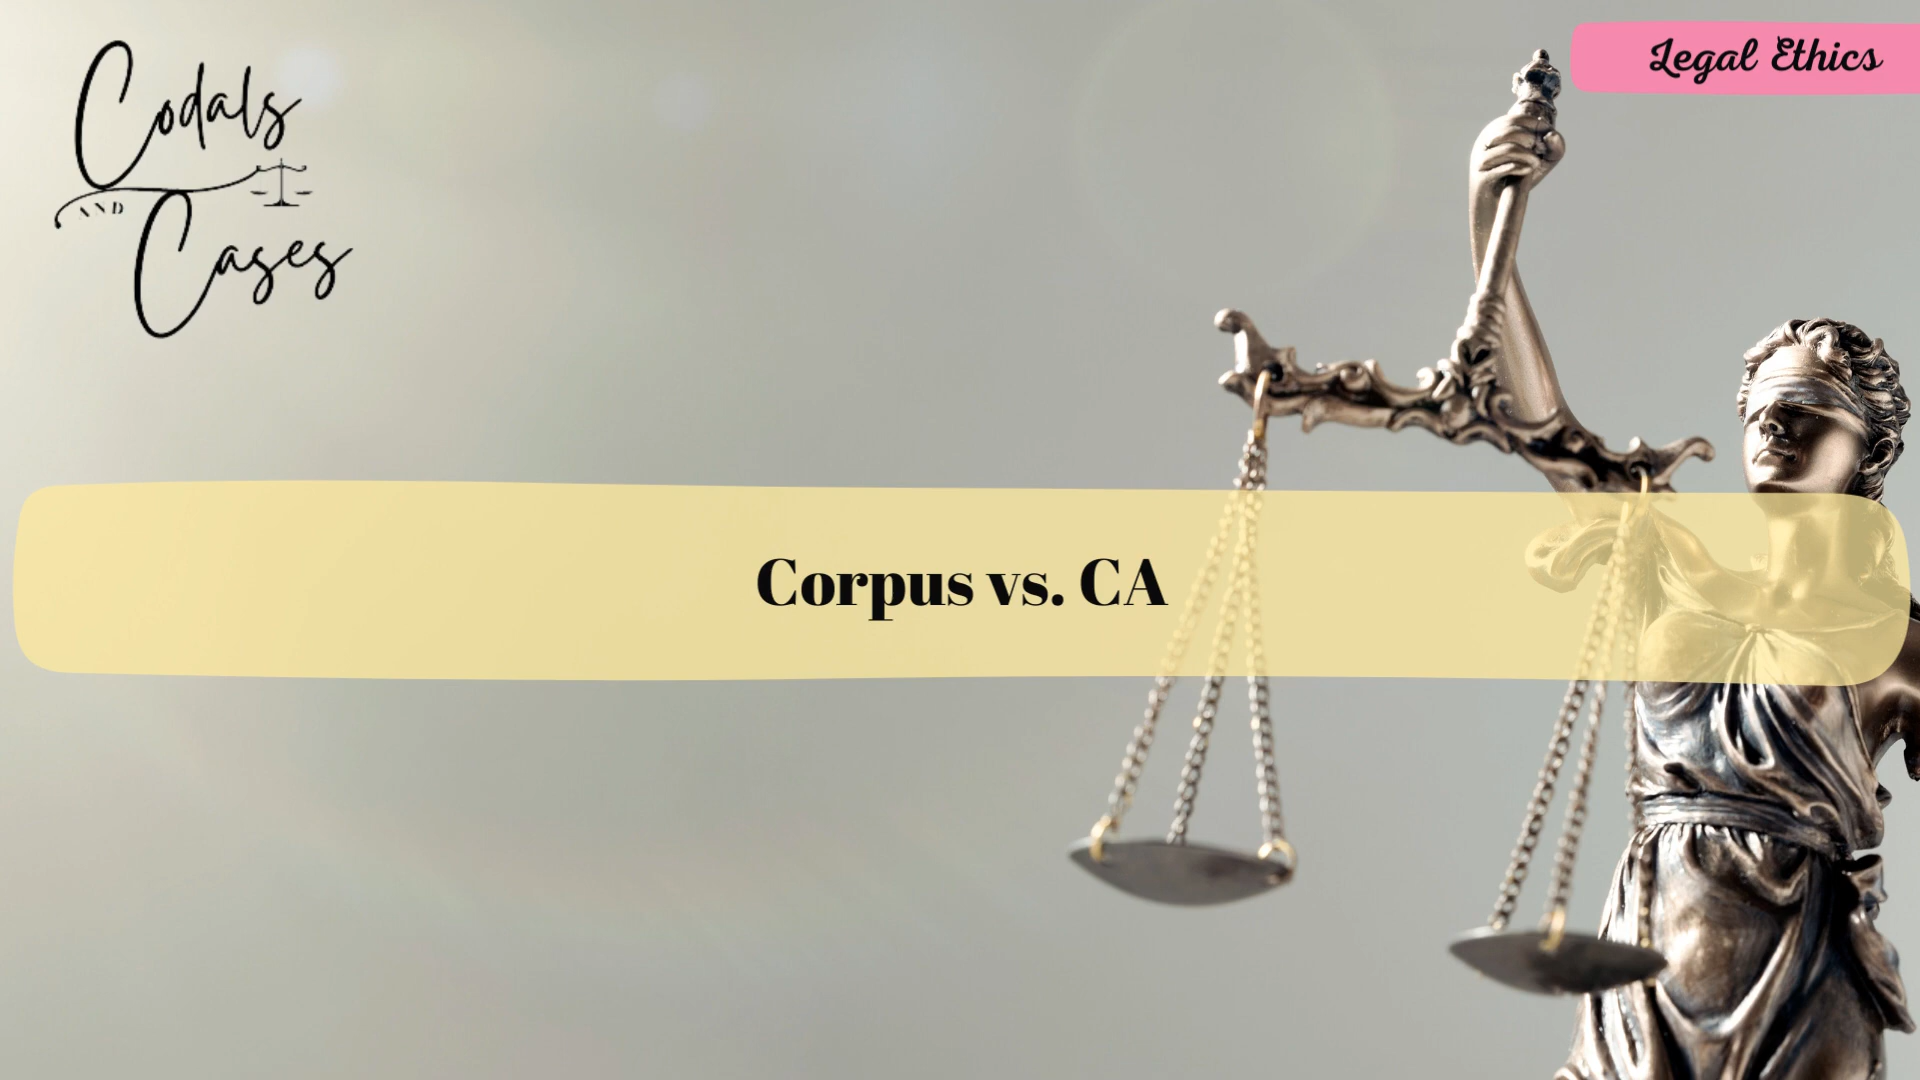 Codals
AND
Cases
Legal Ethics
Corpus vs. CA